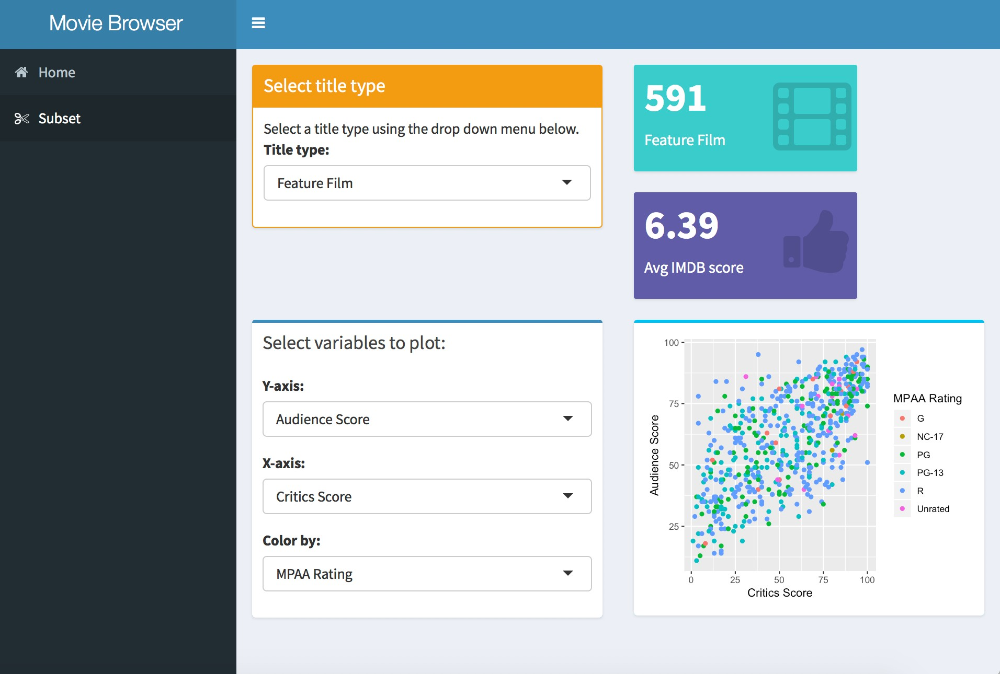 Movie Browser
Home
Subset
Select title type
Select a title type using the drop down menu below.
Title type:
Feature Film
591
Feature Film
6.39
Avg IMDB score
Select variables to plot:
Y-axis:
Audience Score
X-axis:
Critics Score
Color by:
MPAA Rating
100
75
50
25
Audience Score
0 25 50 75 100
Critics Score
MPAA Rating
G
NC-17
PG
PG-13
R
Unrated